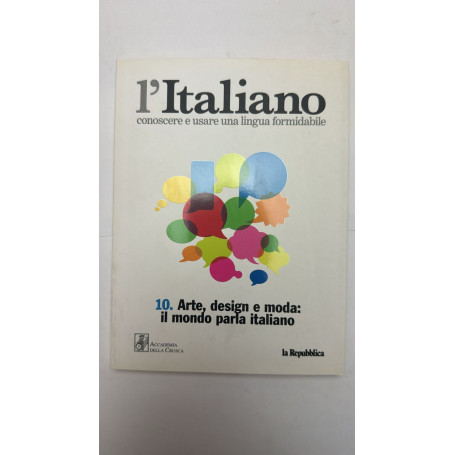 l'Italiano
conoscere e usare una lingua formidabile
10. Arte, design e moda:
il mondo parla italiano
Accademia
della Crusca
la Repubblica